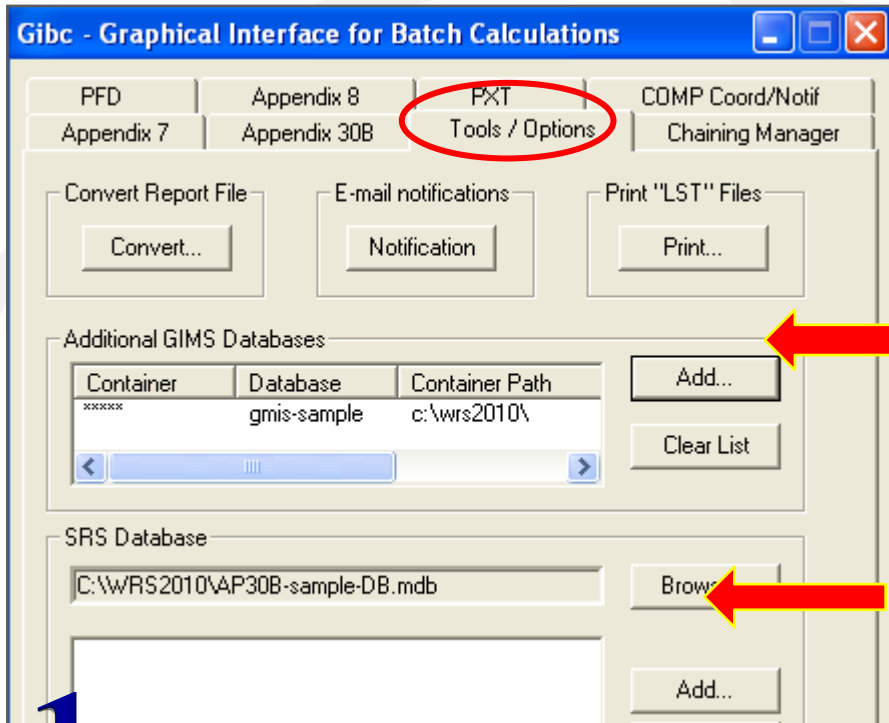 Gibc - Graphical Interface for Batch Calculations
PFD Appendix 8 PXT COMP Coord/Notif
Appendix 7 Appendix 30B Tools / Options Chaining Manager
Convert Report File E-mail notifications Print "LST" Files
Convert... Notification Print...
Additional GIMS Databases
Container Database Container Path Add...
xxxxx gmis-sample c:\wrs2010\
Clear List
SRS Database
C:\WRS2010\AP30B-sample-DB.mdb
Add...
1